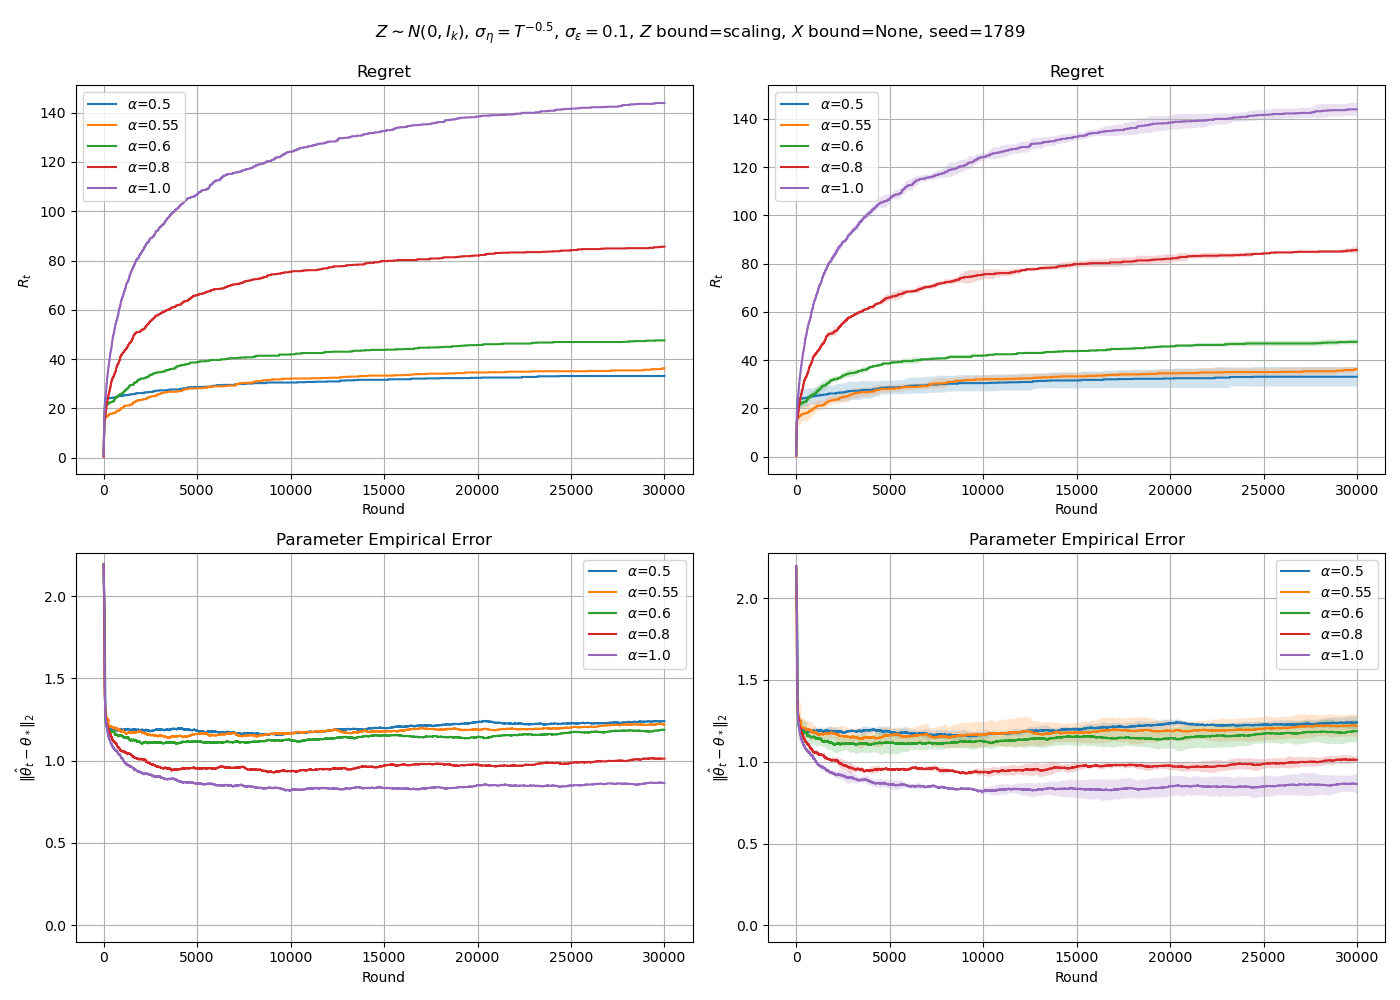 Z ∼ N(0, I_k), σ_η = T^{−0.5}, σ_ε = 0.1, Z bound=scaling, X bound=None, seed=1789
Regret
R_t
140
120
100
80
60
40
20
0
α=0.5
α=0.55
α=0.6
α=0.8
α=1.0
0 5000 10000 15000 20000 25000 30000
Round
Regret
R_t
140
120
100
80
60
40
20
0
α=0.5
α=0.55
α=0.6
α=0.8
α=1.0
0 5000 10000 15000 20000 25000 30000
Round
Parameter Empirical Error
‖θ̂_t − θ_*‖_2
2.0
1.5
1.0
0.5
0.0
α=0.5
α=0.55
α=0.6
α=0.8
α=1.0
0 5000 10000 15000 20000 25000 30000
Round
Parameter Empirical Error
‖θ̂_t − θ_*‖_2
2.0
1.5
1.0
0.5
0.0
α=0.5
α=0.55
α=0.6
α=0.8
α=1.0
0 5000 10000 15000 20000 25000 30000
Round